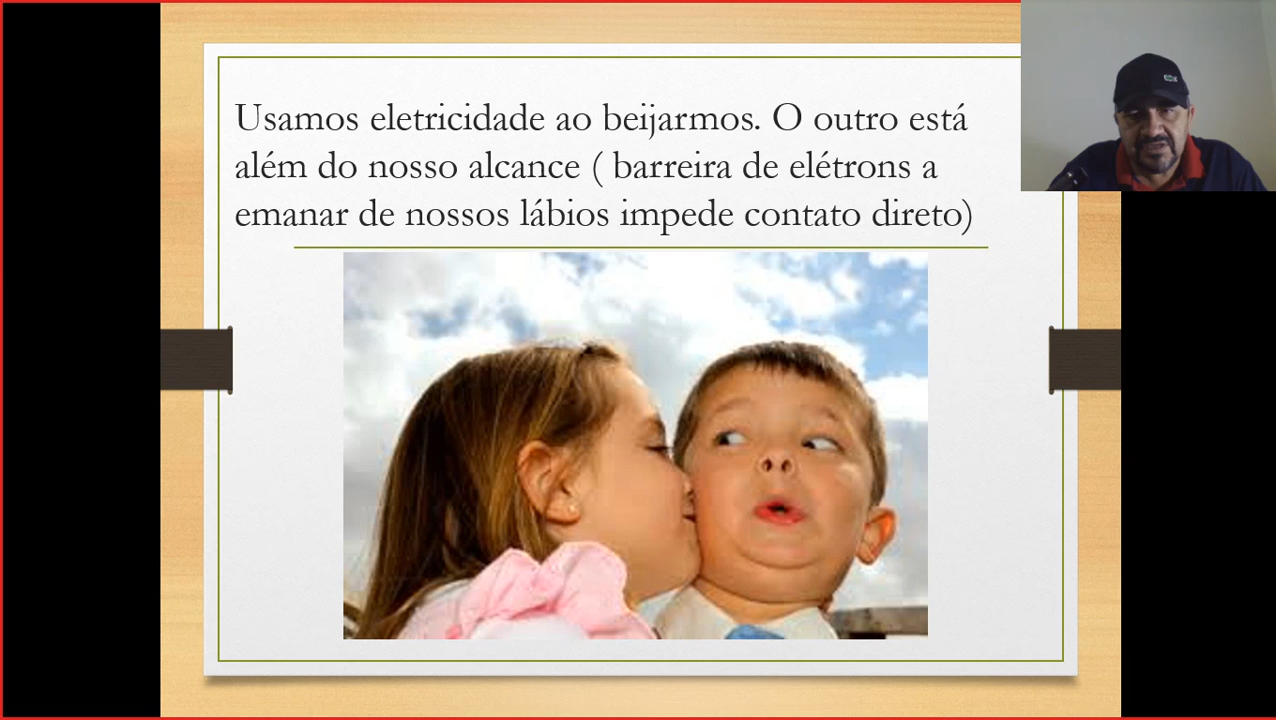 Usamos eletricidade ao beijarmos. O outro está
além do nosso alcance ( barreira de elétrons a
emanar de nossos lábios impede contato direto)